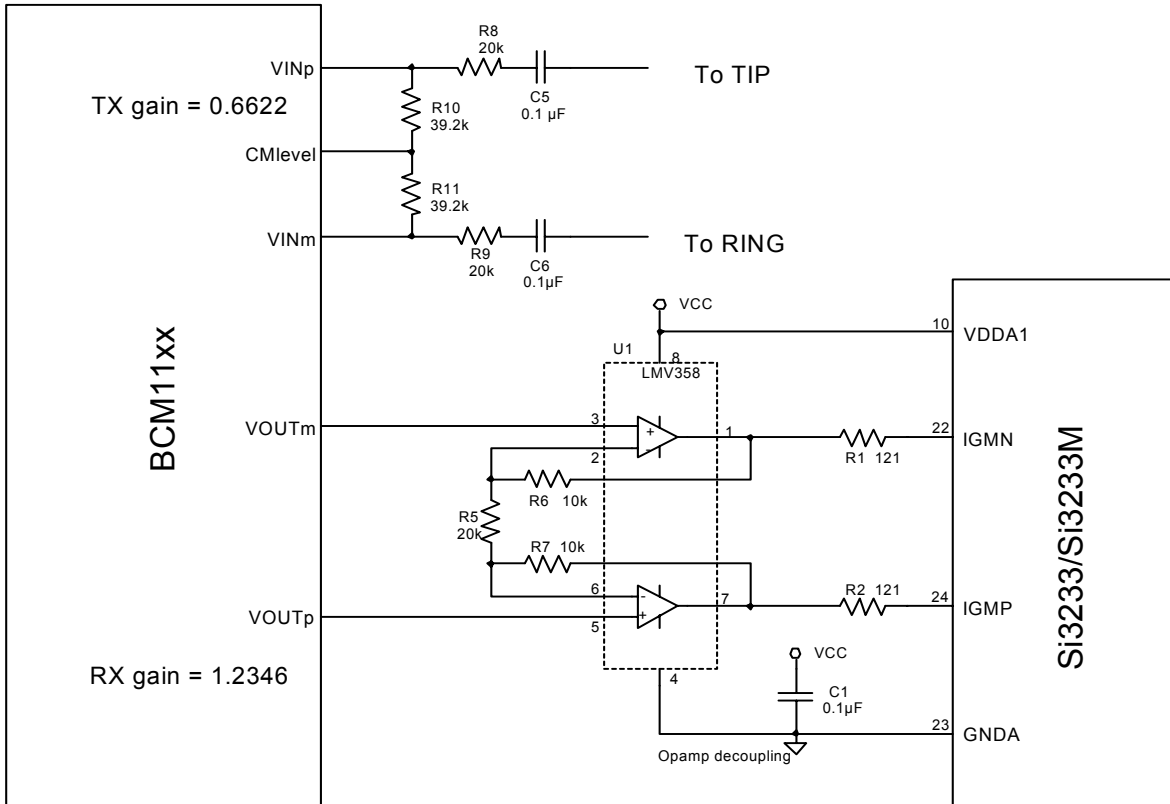 R8
20k
VINp
To TIP
C5
0.1 µF
TX gain = 0.6622
R10
39.2k
CMlevel
R11
39.2k
VINm
R9
20k
C6
0.1µF
To RING
VCC
10
VDDA1
U1
8
LMV358
BCM11xx
VOUTm
3
+
-
2
1
R1 121
22
IGMN
R6 10k
R5
20k
R7 10k
6
-
+
5
7
R2 121
24
IGMP
VOUTp
Si3233/Si3233M
RX gain = 1.2346
4
VCC
C1
0.1µF
23
GNDA
Opamp decoupling